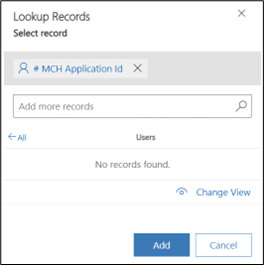 Lookup Records
Select record
# MCH Application Id
Add more records
All
Users
No records found.
Change View
Add
Cancel